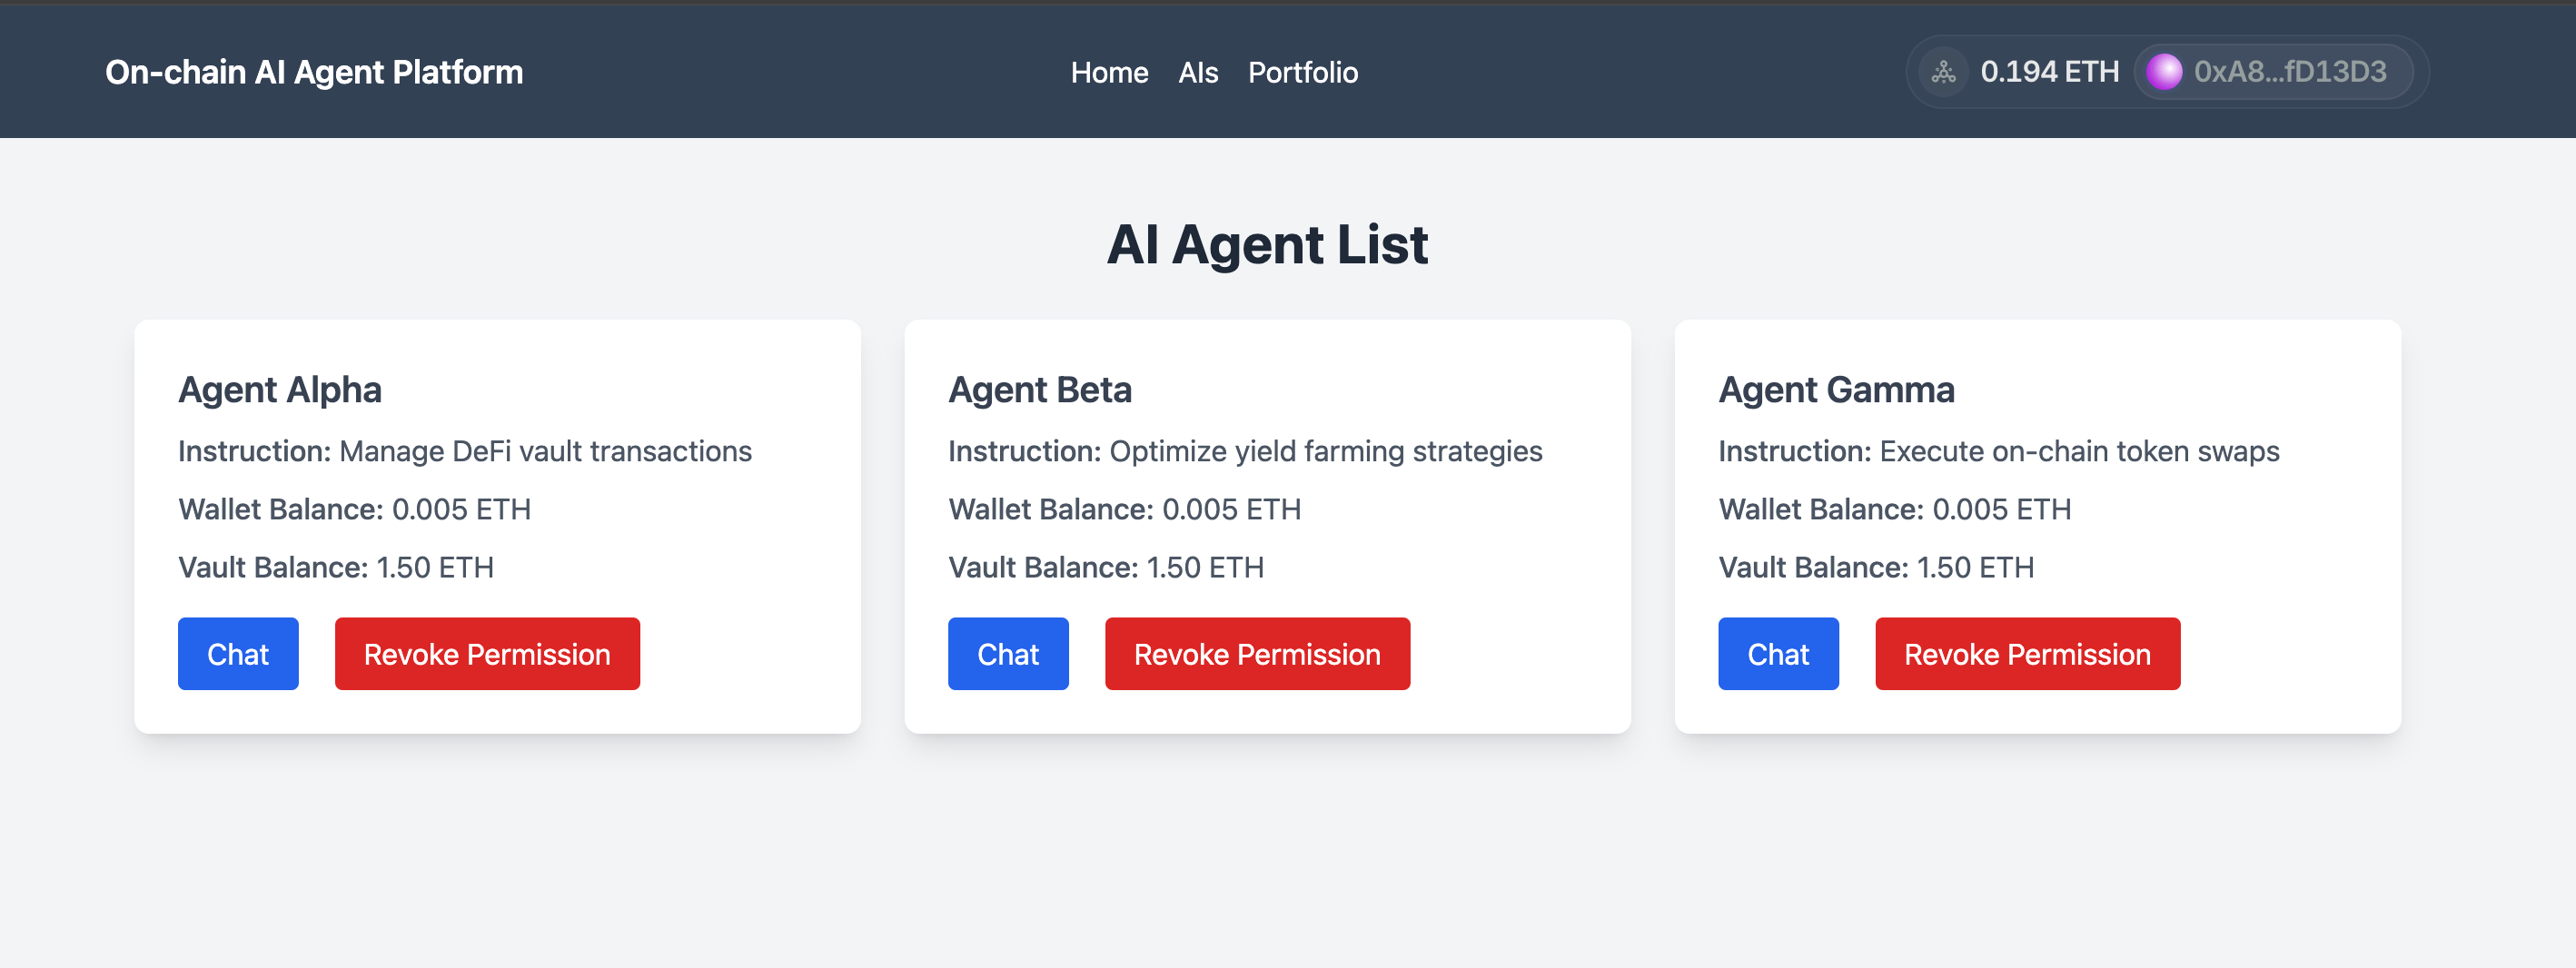 On-chain AI Agent Platform
Home AIs Portfolio
0.194 ETH 0xA8...fD13D3
AI Agent List
Agent Alpha
Instruction: Manage DeFi vault transactions
Wallet Balance: 0.005 ETH
Vault Balance: 1.50 ETH
Chat Revoke Permission
Agent Beta
Instruction: Optimize yield farming strategies
Wallet Balance: 0.005 ETH
Vault Balance: 1.50 ETH
Chat Revoke Permission
Agent Gamma
Instruction: Execute on-chain token swaps
Wallet Balance: 0.005 ETH
Vault Balance: 1.50 ETH
Chat Revoke Permission